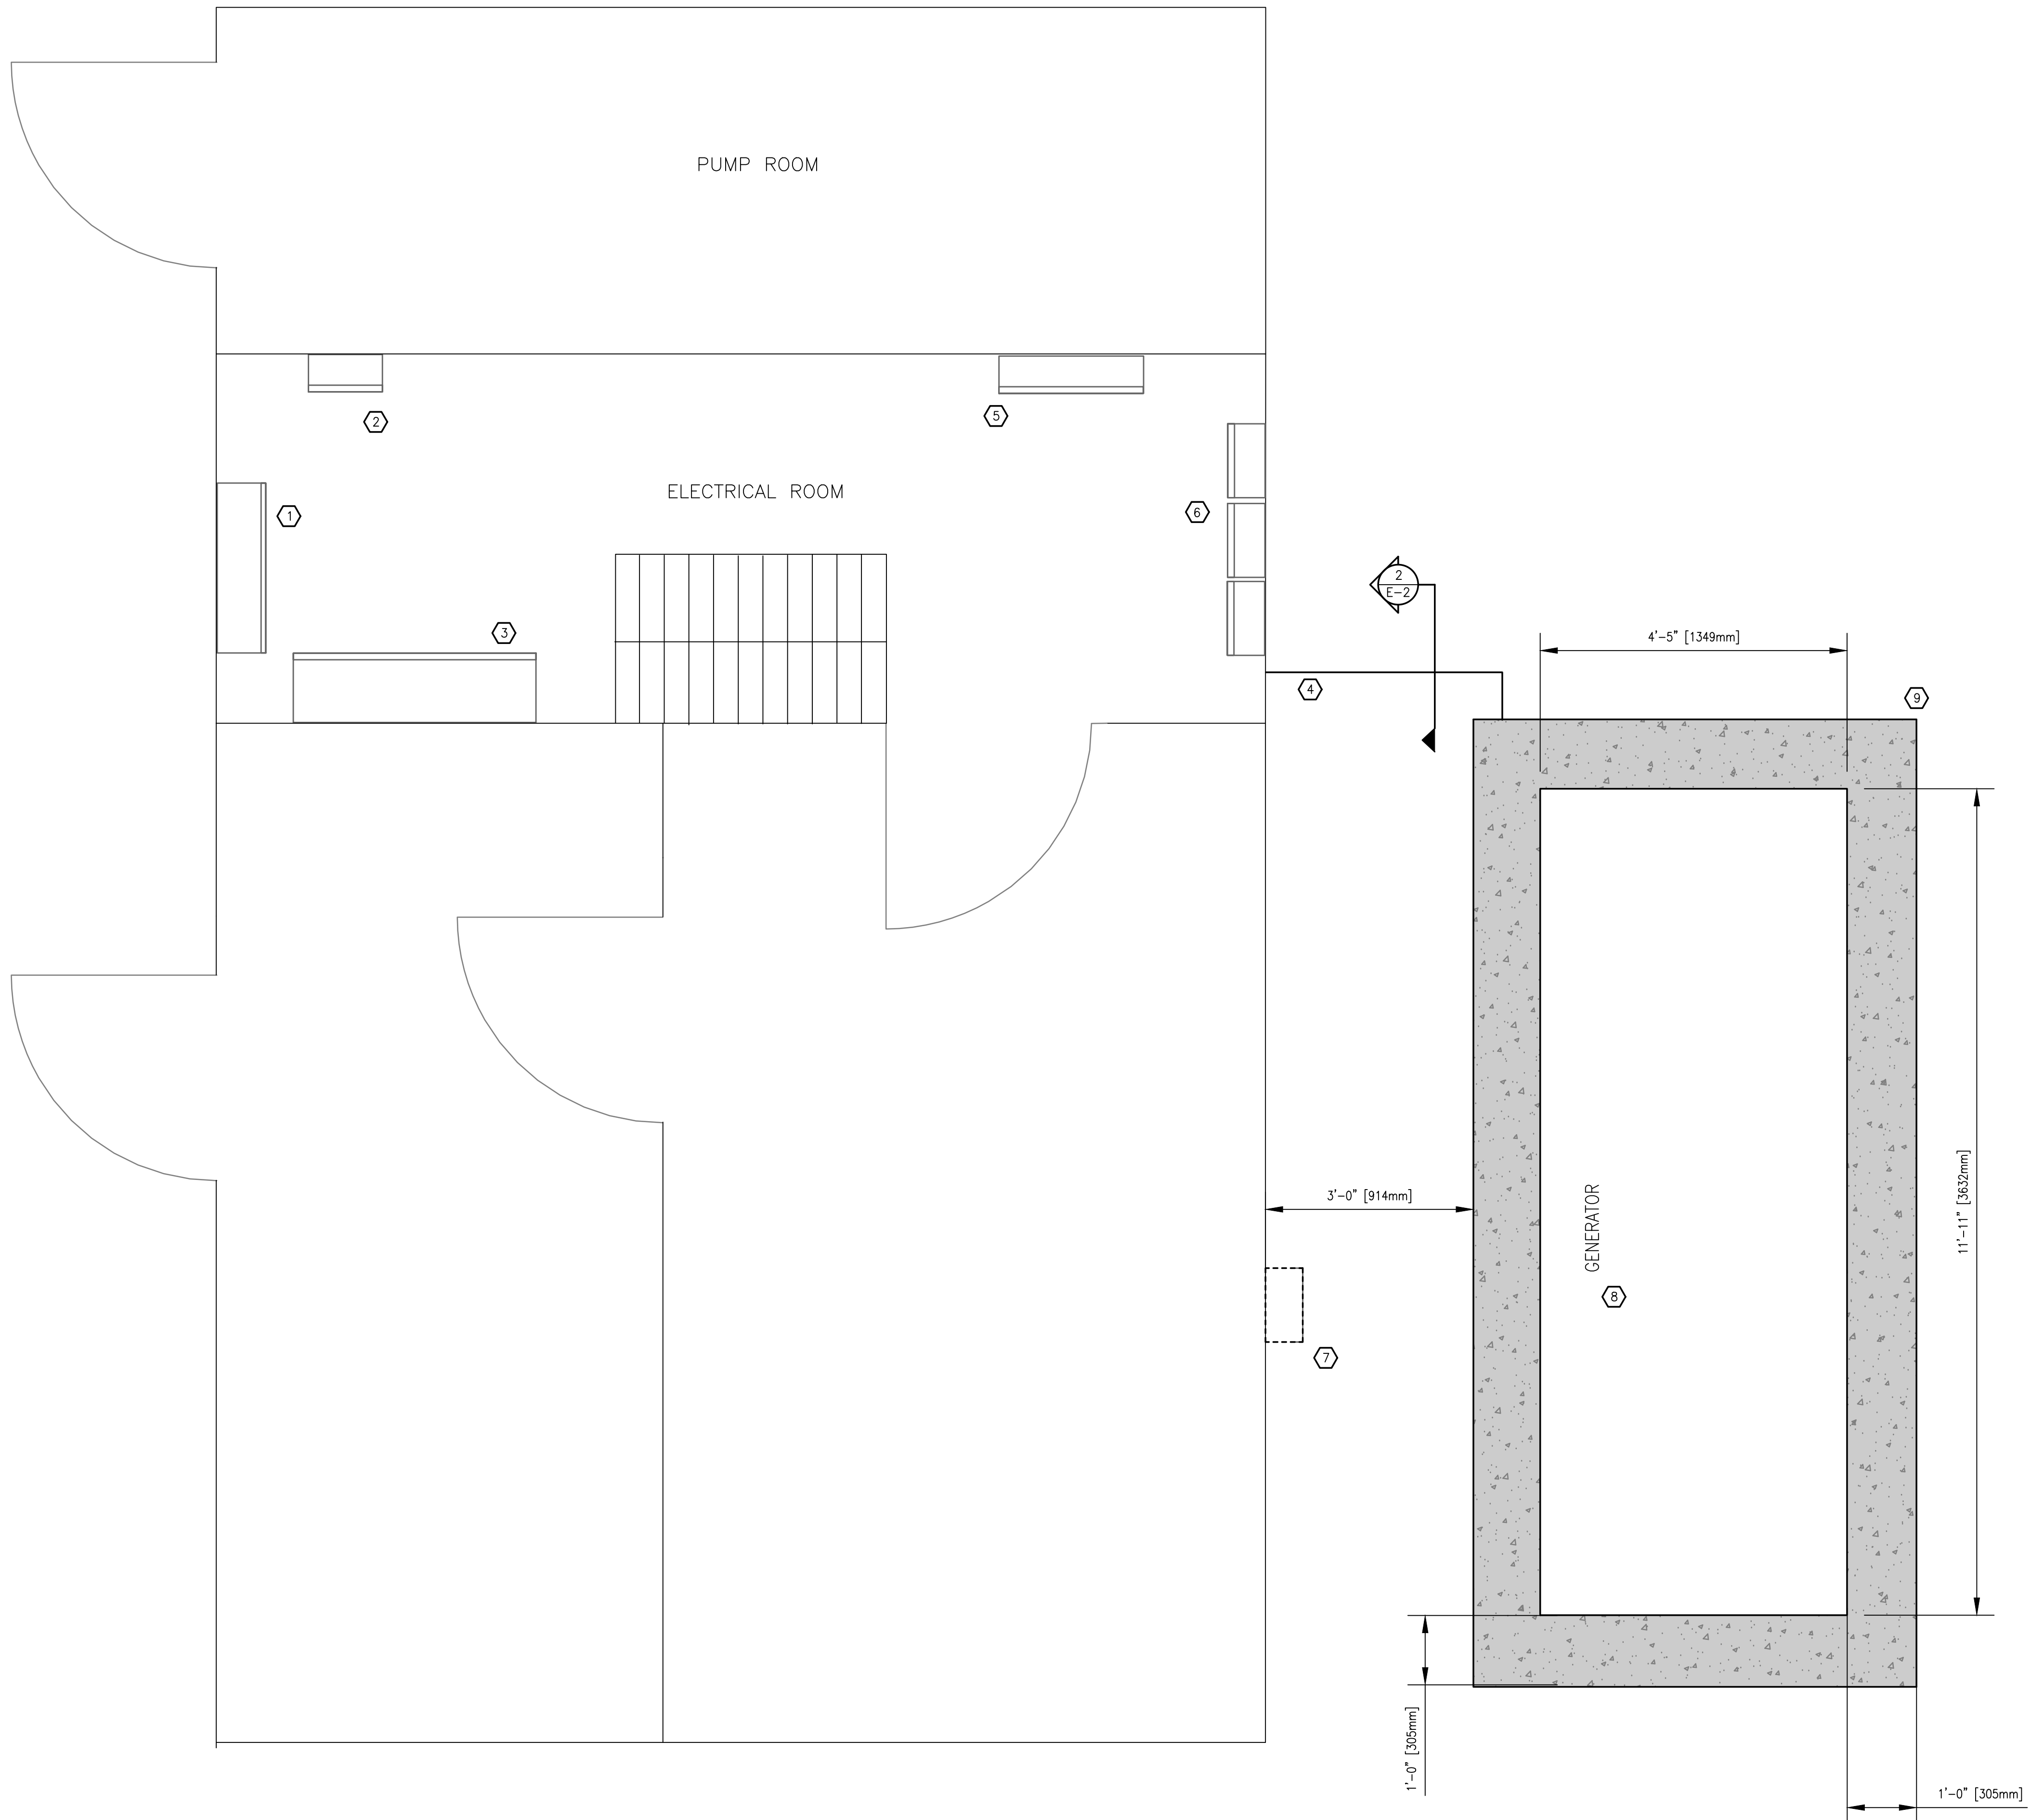 PUMP ROOM
2
5
ELECTRICAL ROOM
1
6
2
E-2
3
4'-5" [1349mm]
4
9
3'-0" [914mm]
GENERATOR
11'-11" [3632mm]
8
7
1'-0" [305mm]
1'-0" [305mm]